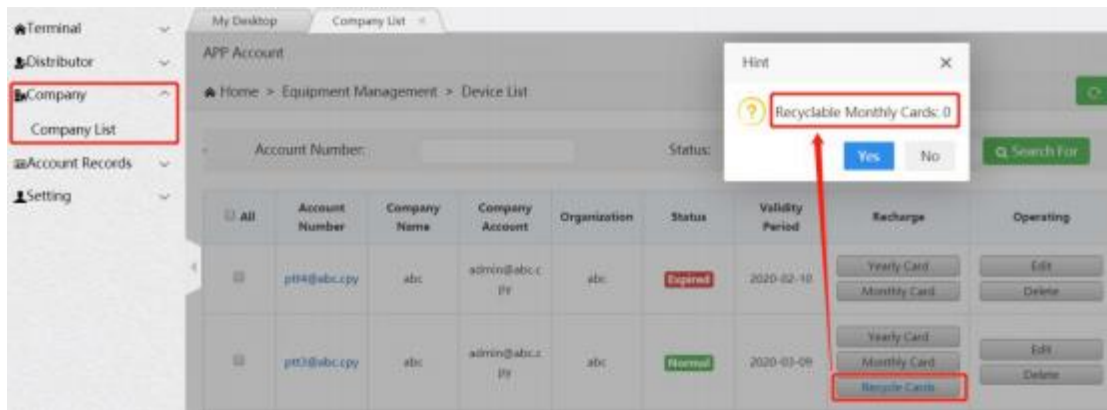 Terminal
Distributor
Company
Company List
Account Records
Setting
My Desktop
Company List
APP Account
Home > Equipment Management > Device List
Account Number:
Status:
Search For
Hint
Recyclable Monthly Cards: 0
Yes No
All Account Number Company Name Company Account Organization Status Validity Period Recharge Operating
ptt4@abc.cpy abc admin@abc.cpy abc Expired 2020-02-10 Yearly Card Edit
Monthly Card Delete
ptt3@abc.cpy abc admin@abc.cpy abc Normal 2020-03-09 Yearly Card Edit
Monthly Card Delete
Recycle Cards